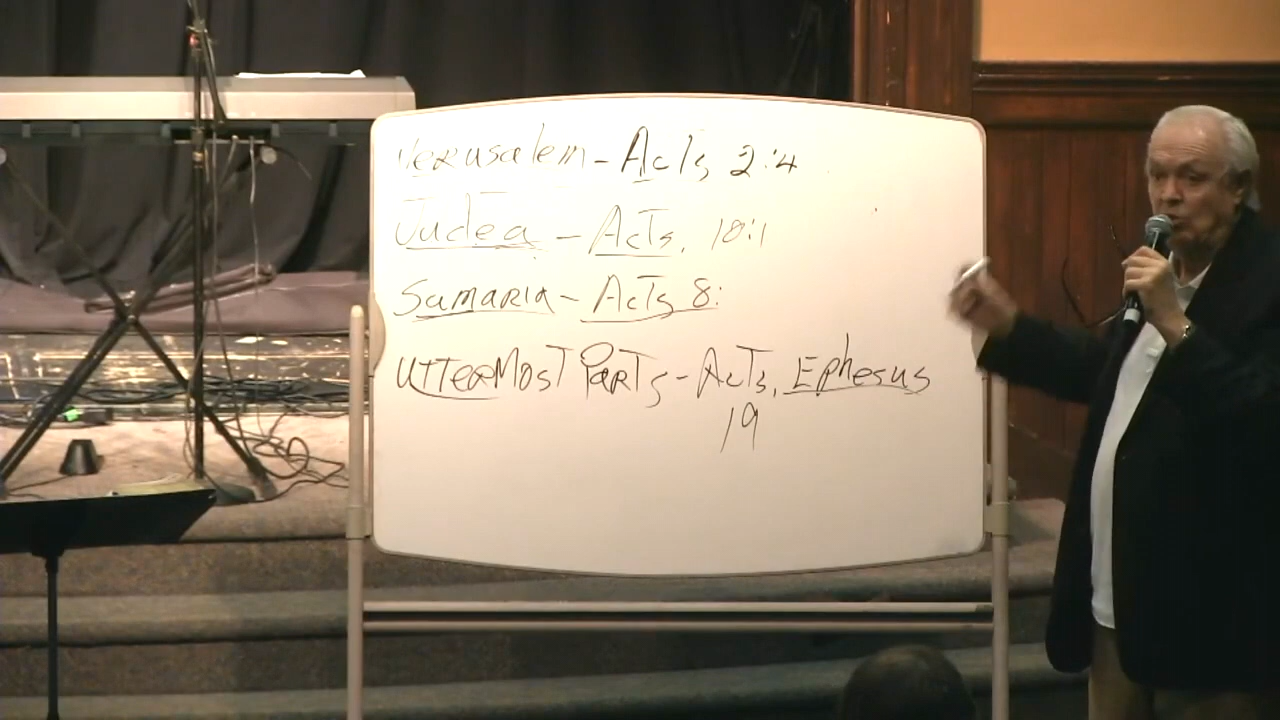 Jerusalem - Acts 2:4
Judea - Acts, 10:1
Samaria - Acts 8:
UTTERMOST Parts - Acts, Ephesus
19